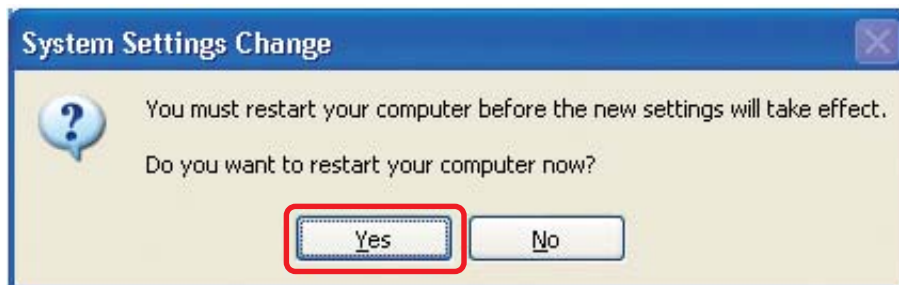 System Settings Change
You must restart your computer before the new settings will take effect.
Do you want to restart your computer now?
Yes
No